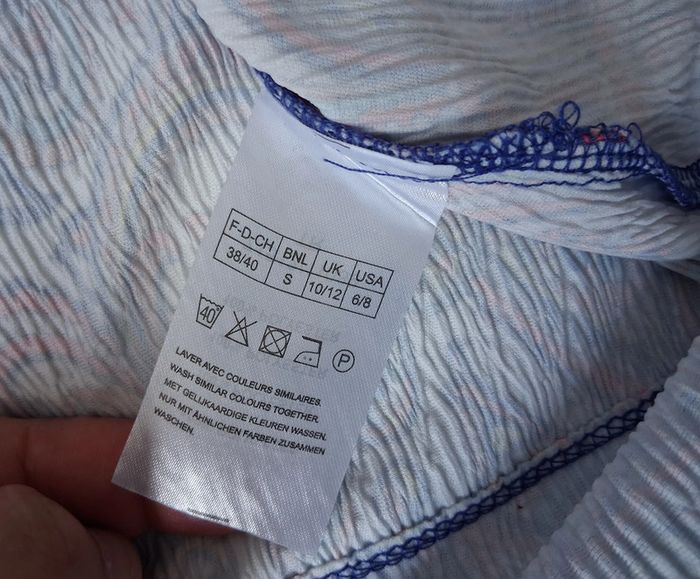 F-D-CH BNL UK USA
38/40 S 10/12 6/8
40° P
LAVER AVEC COULEURS SIMILAIRES.
WASH SIMILAR COLOURS TOGETHER.
MET GELIJKAARDIGE KLEUREN WASSEN.
NUR MIT ÄHNLICHEN FARBEN ZUSAMMEN
WASCHEN.